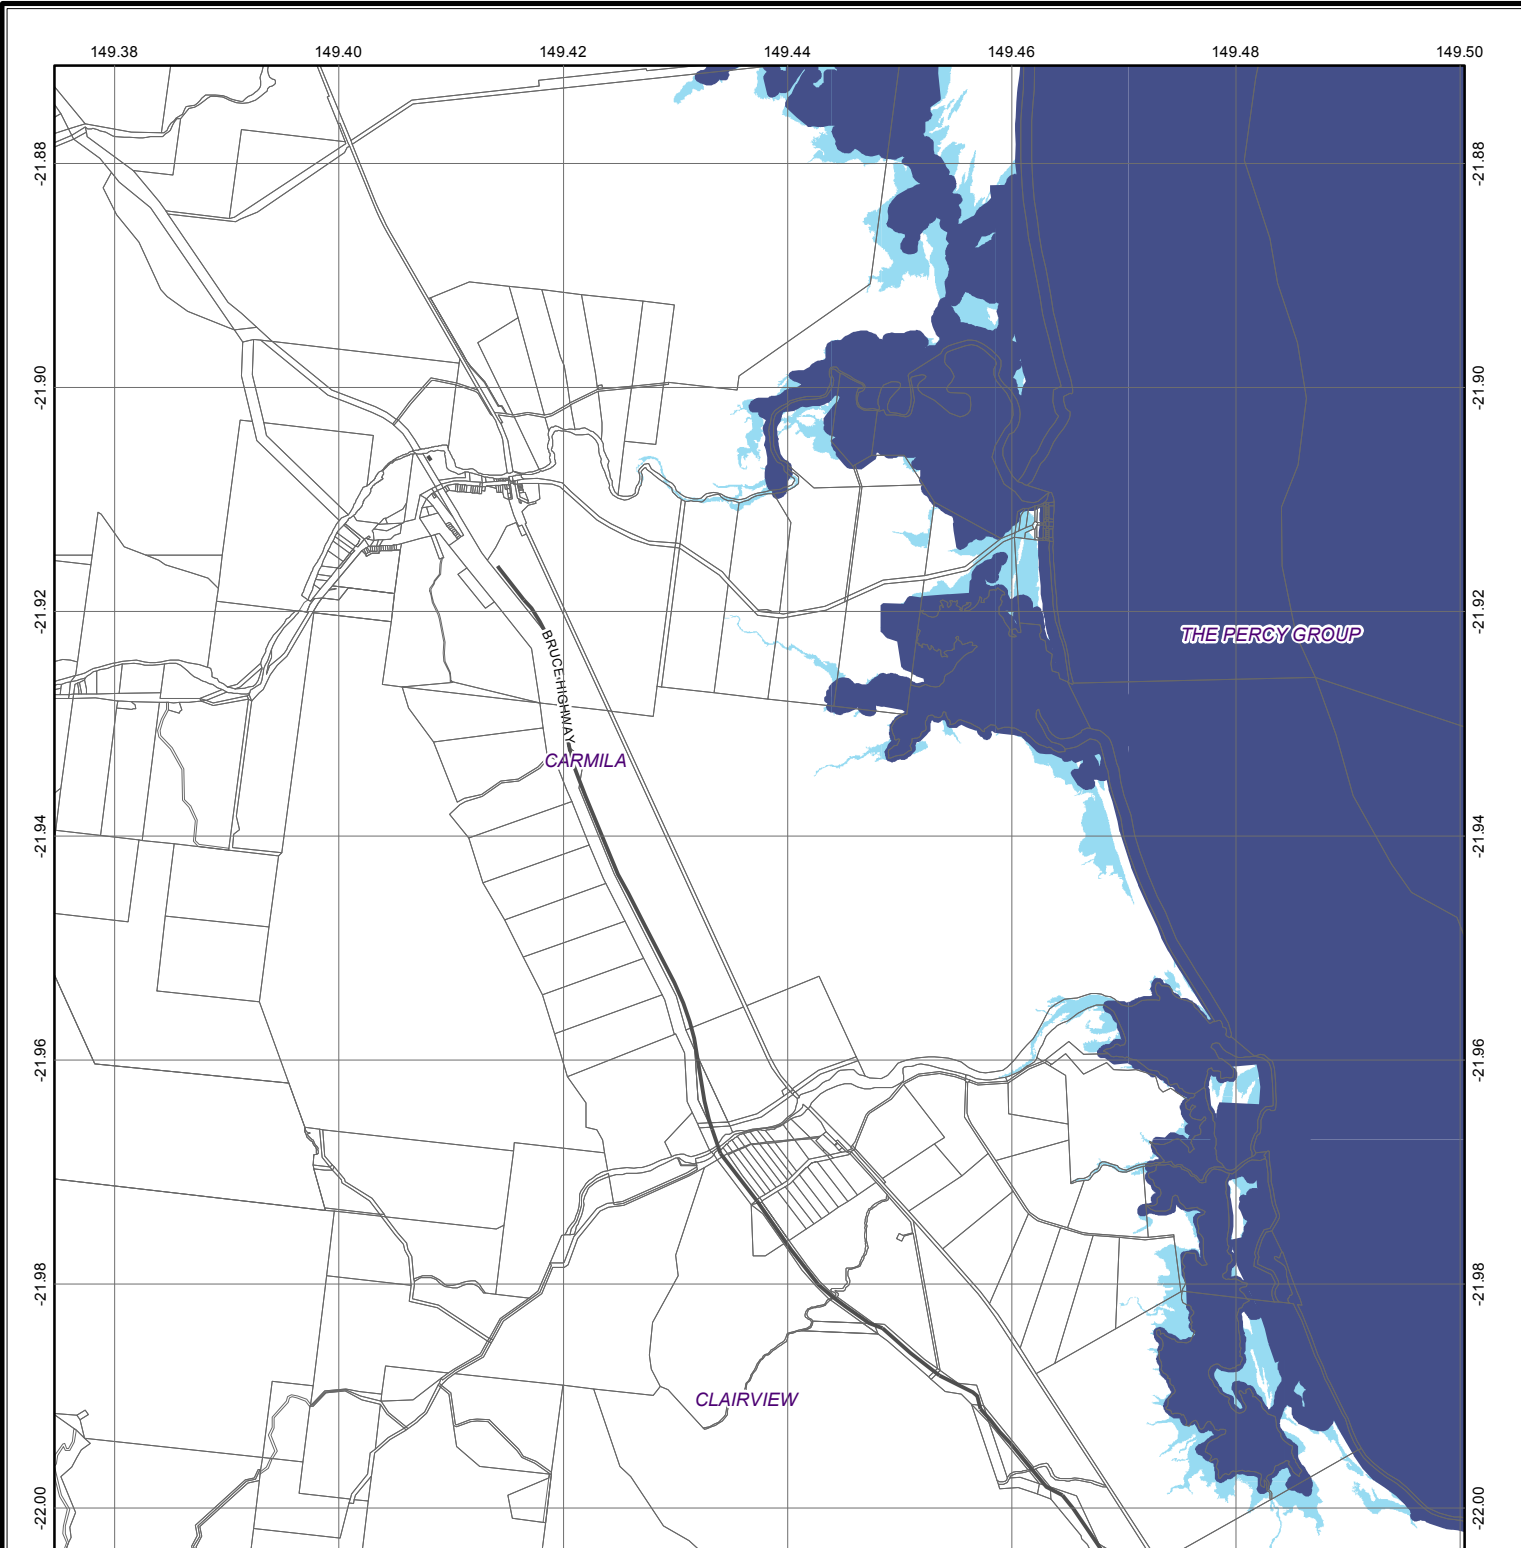 149.38 149.40 149.42 149.44 149.46 149.48 149.50
-21.88 -21.88
-21.90 -21.90
-21.92 -21.92
THE PERCY GROUP
BRUCE HIGHWAY
CARMILA
-21.94 -21.94
-21.96 -21.96
-21.98 -21.98
CLAIRVIEW
-22.00 -22.00